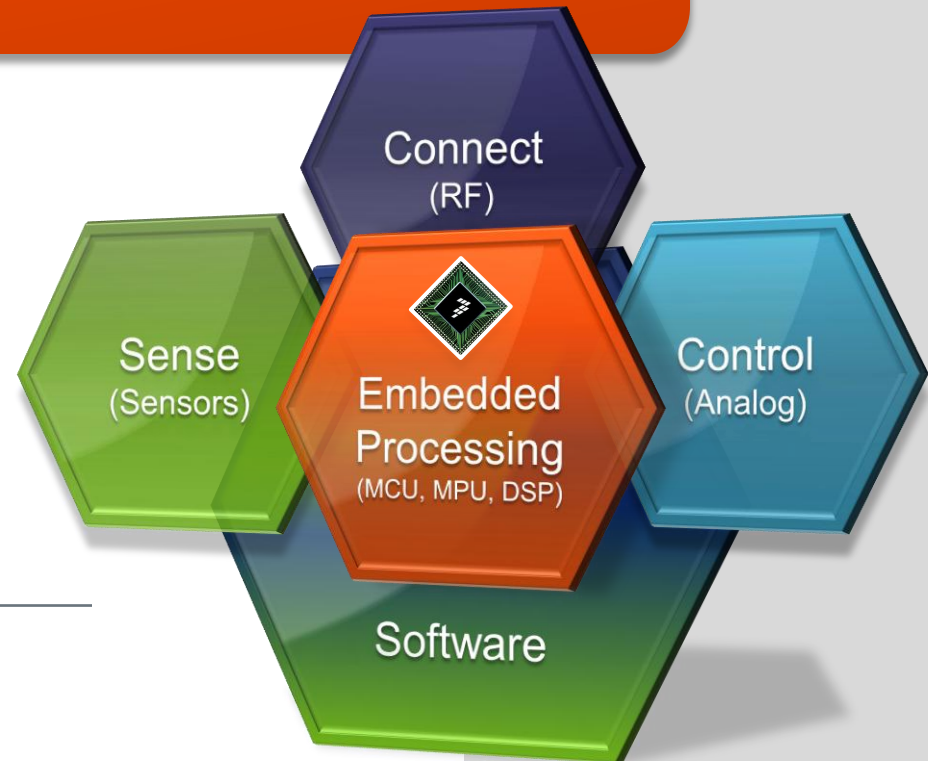 Connect
(RF)
Sense
(Sensors)
Embedded
Processing
(MCU, MPU, DSP)
Control
(Analog)
Software